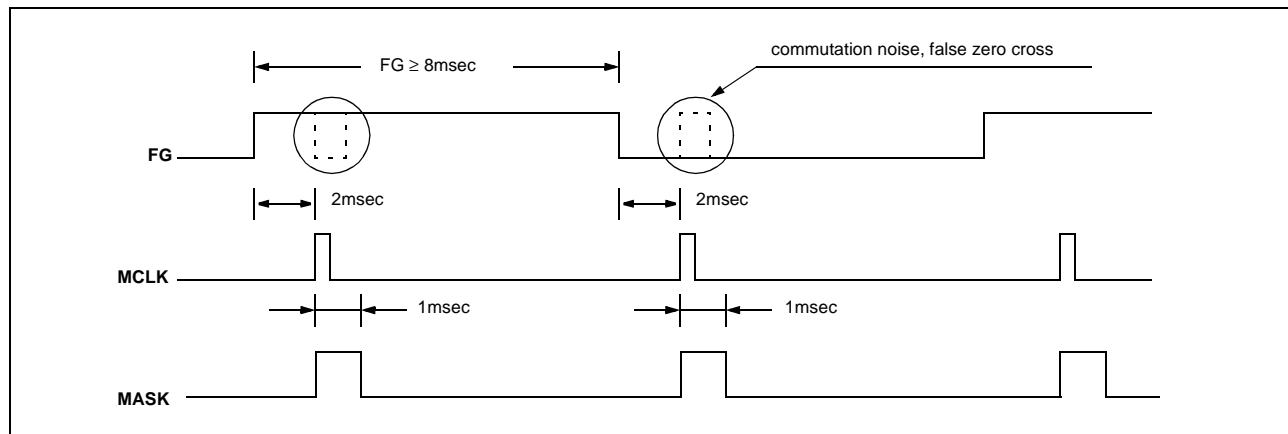 commutation noise, false zero cross
FG ≥ 8msec
FG
2msec
2msec
MCLK
1msec
1msec
MASK